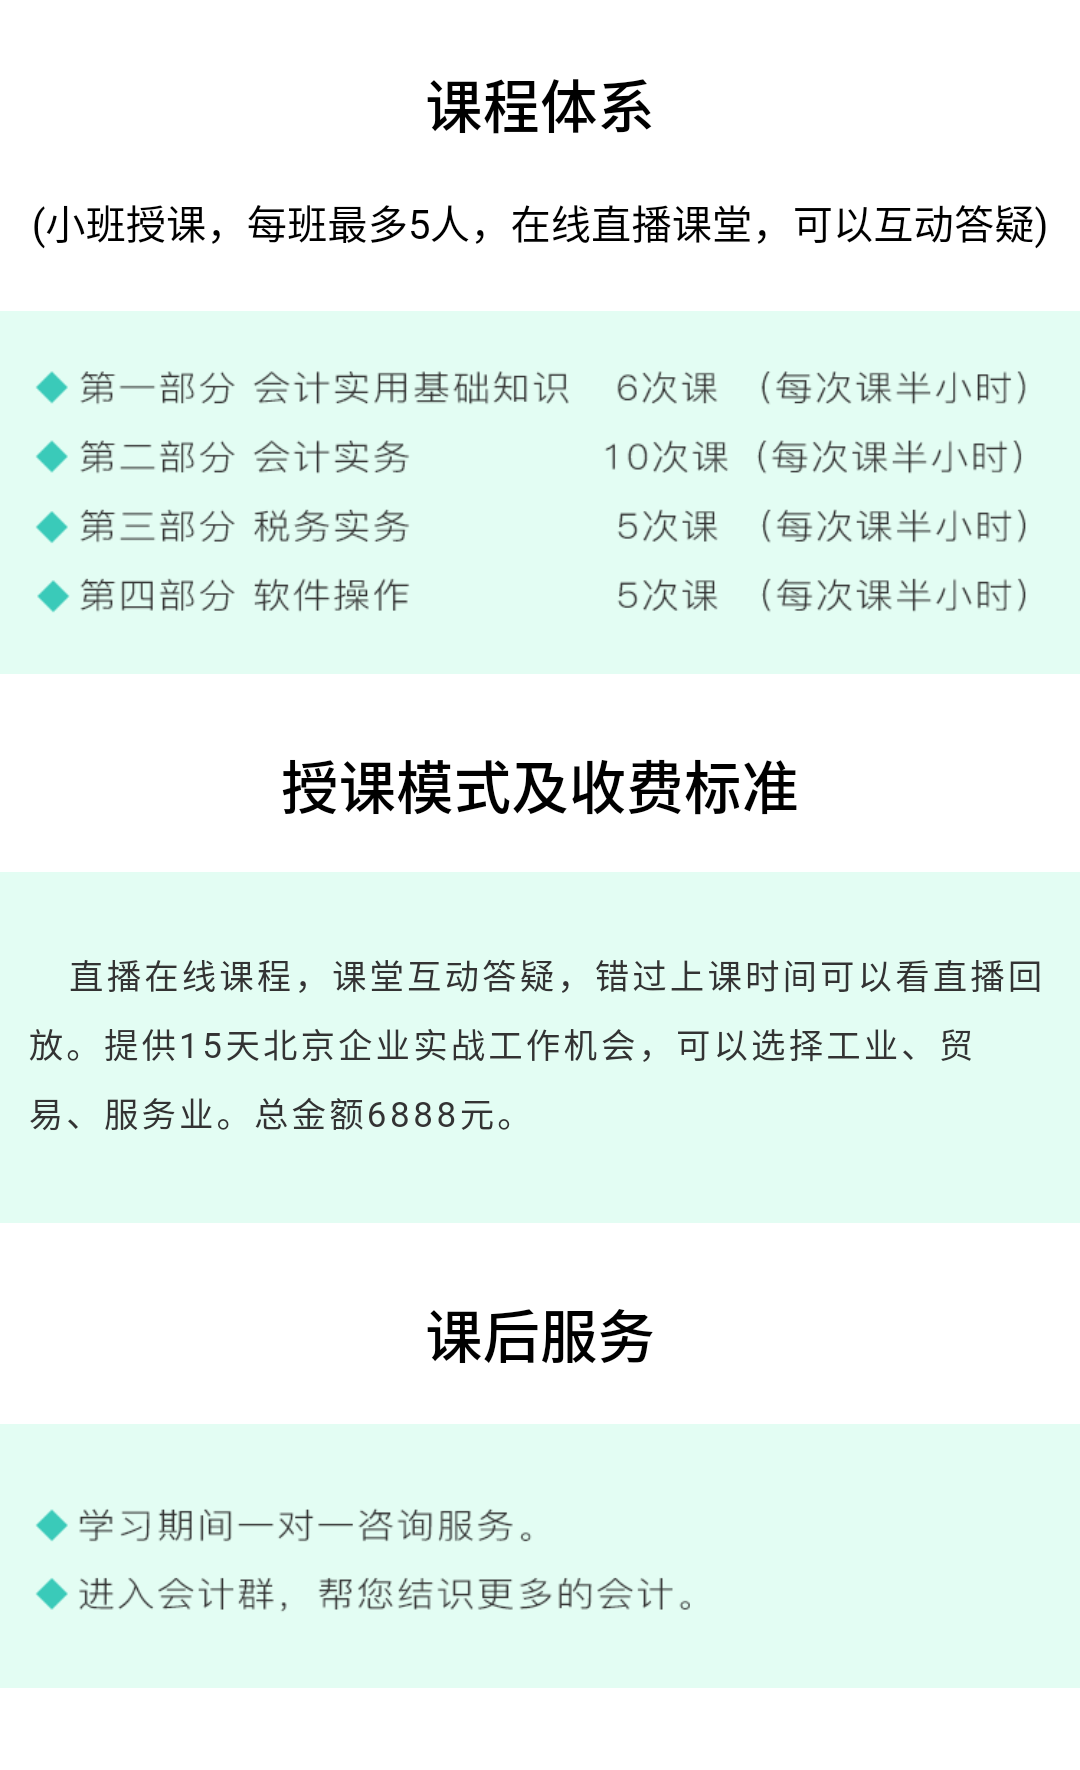 课程体系
(小班授课，每班最多5人，在线直播课堂，可以互动答疑)
第一部分 会计实用基础知识 6次课 （每次课半小时）
第二部分 会计实务 10次课（每次课半小时）
第三部分 税务实务 5次课 （每次课半小时）
第四部分 软件操作 5次课 （每次课半小时）
授课模式及收费标准
直播在线课程，课堂互动答疑，错过上课时间可以看直播回
放。提供15天北京企业实战工作机会，可以选择工业、贸
易、服务业。总金额6888元。
课后服务
学习期间一对一咨询服务。
进入会计群，帮您结识更多的会计。